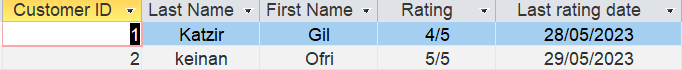 Customer ID Last Name First Name Rating Last rating date
1 Katzir Gil 4/5 28/05/2023
2 keinan Ofri 5/5 29/05/2023